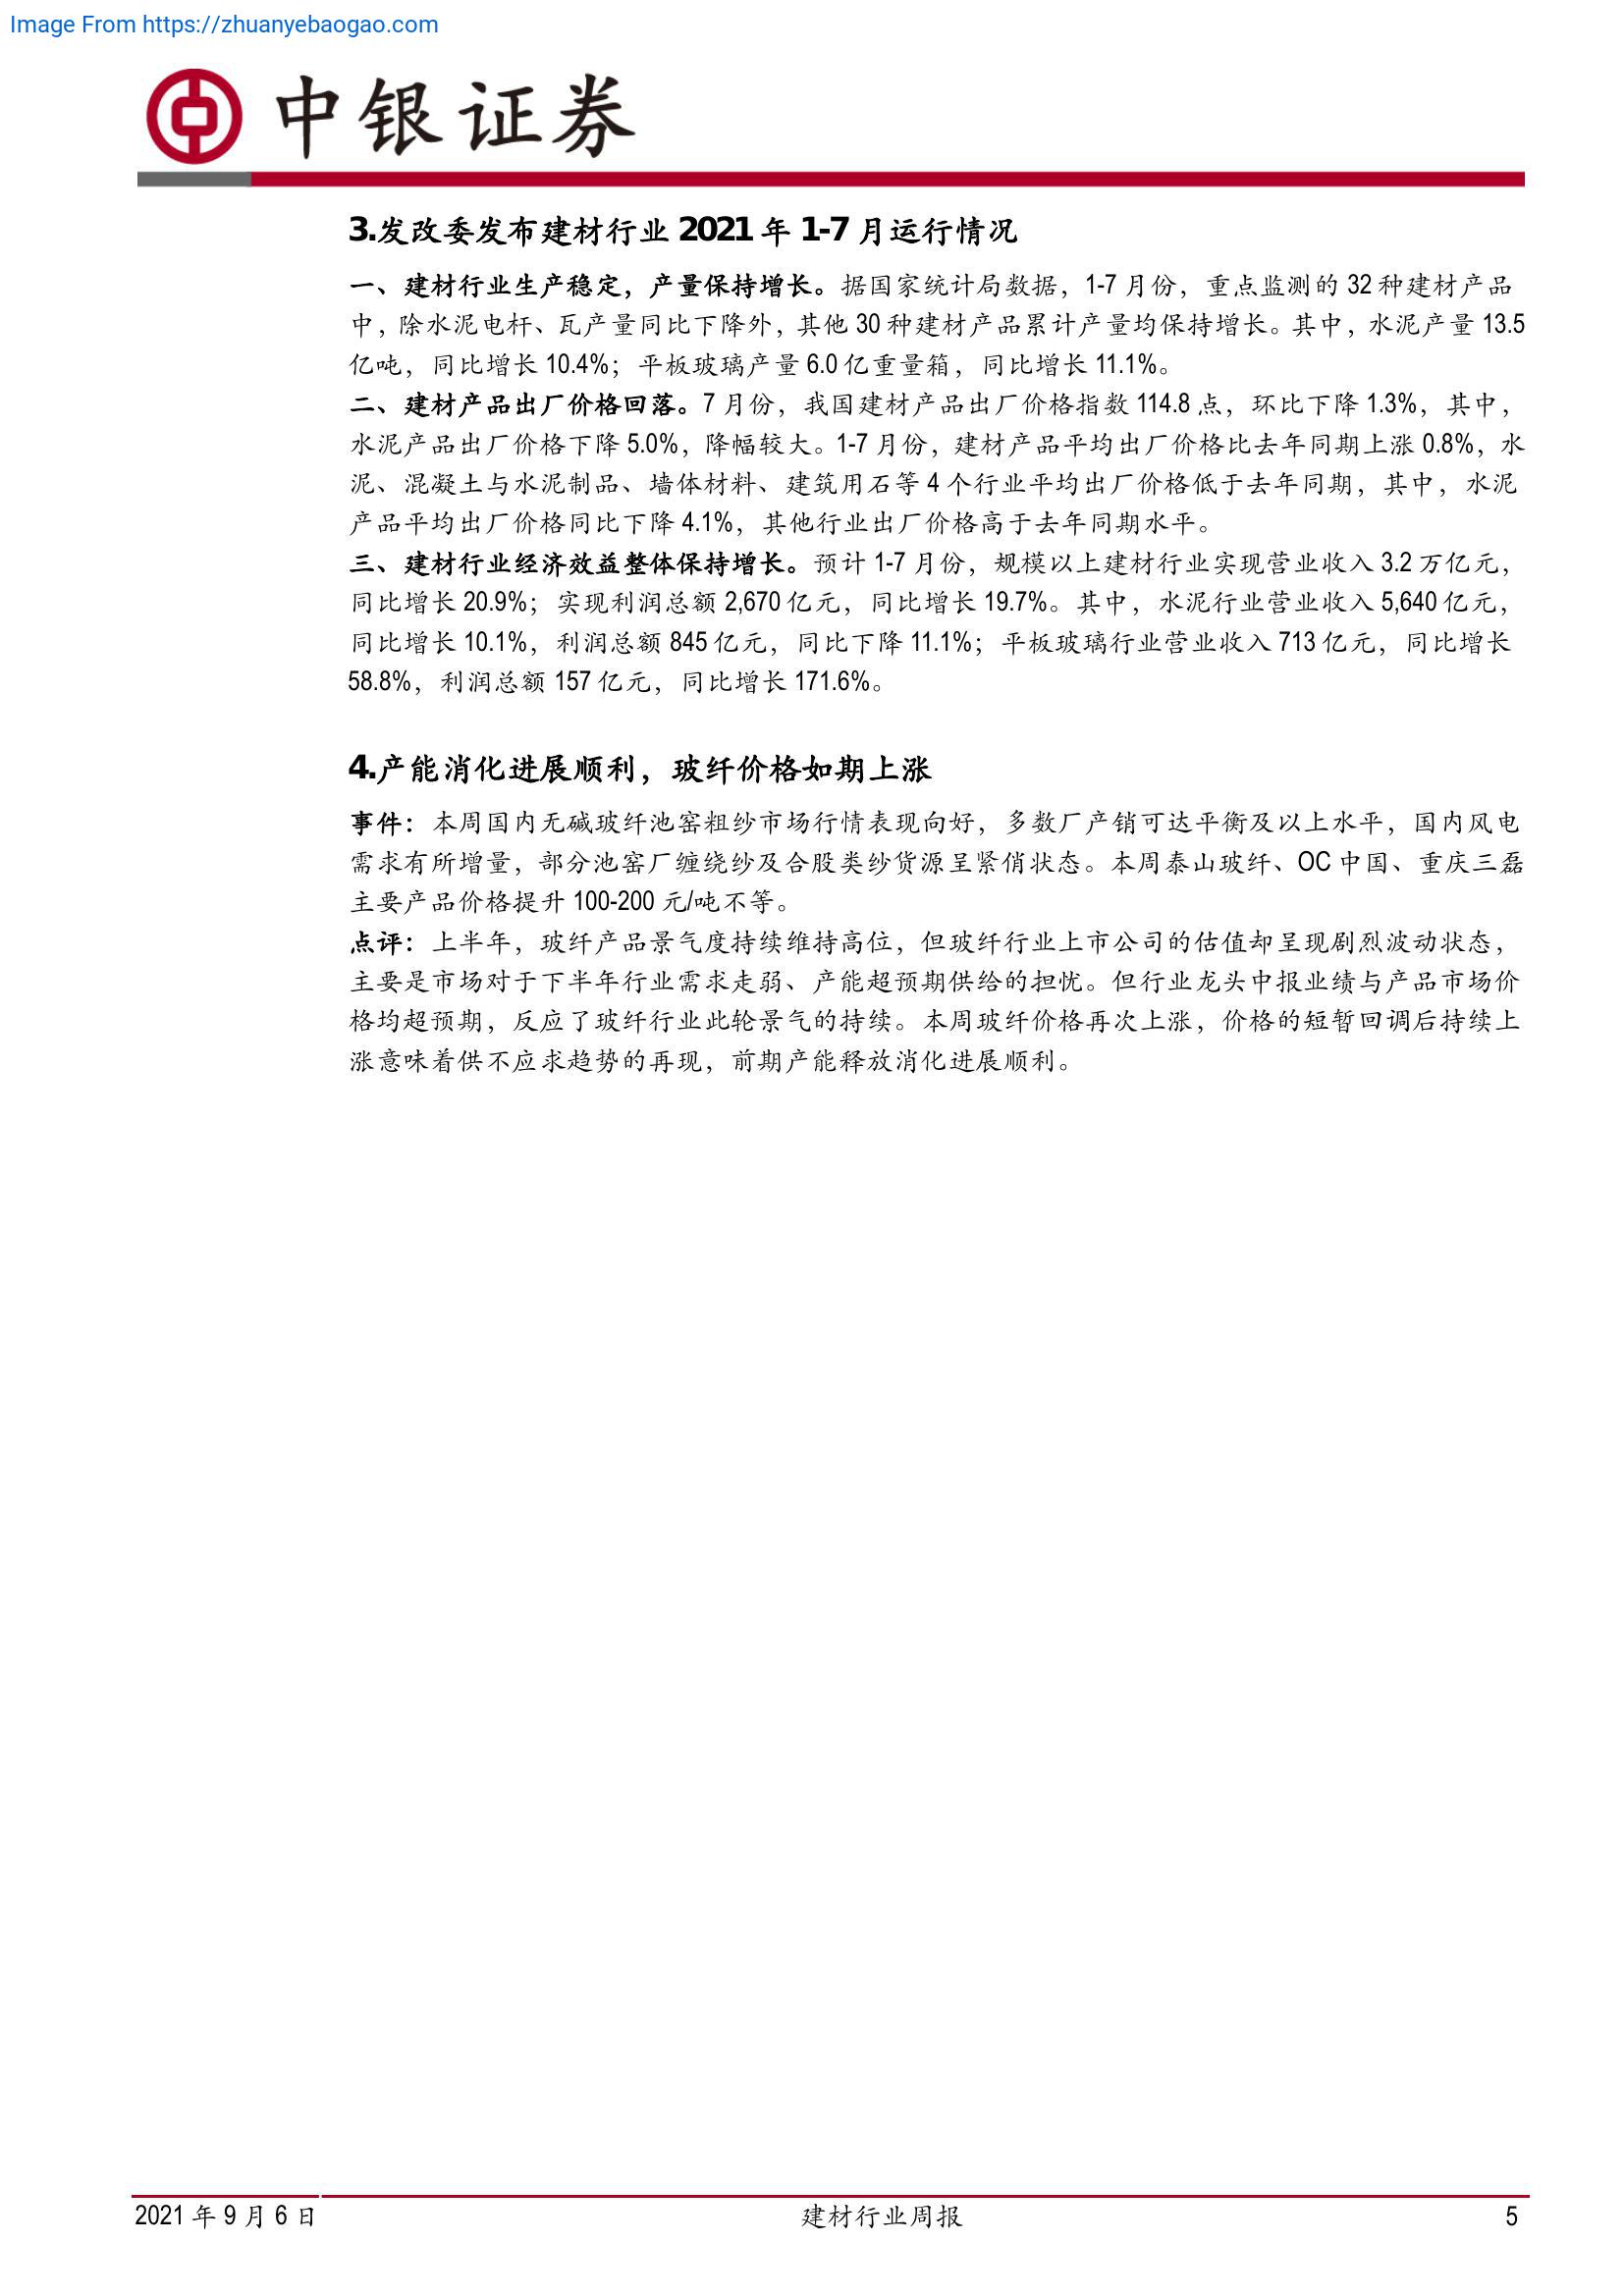 Image From https://zhuanyebaogao.com
中银证券
3.发改委发布建材行业 2021 年 1-7 月运行情况
一、建材行业生产稳定，产量保持增长。据国家统计局数据，1-7 月份，重点监测的 32 种建材产品
中，除水泥电杆、瓦产量同比下降外，其他 30 种建材产品累计产量均保持增长。其中，水泥产量 13.5
亿吨，同比增长 10.4%；平板玻璃产量 6.0 亿重量箱，同比增长 11.1%。
二、建材产品出厂价格回落。7 月份，我国建材产品出厂价格指数 114.8 点，环比下降 1.3%，其中，
水泥产品出厂价格下降 5.0%，降幅较大。1-7 月份，建材产品平均出厂价格比去年同期上涨 0.8%，水
泥、混凝土与水泥制品、墙体材料、建筑用石等 4 个行业平均出厂价格低于去年同期，其中，水泥
产品平均出厂价格同比下降 4.1%，其他行业出厂价格高于去年同期水平。
三、建材行业经济效益整体保持增长。预计 1-7 月份，规模以上建材行业实现营业收入 3.2 万亿元，
同比增长 20.9%；实现利润总额 2,670 亿元，同比增长 19.7%。其中，水泥行业营业收入 5,640 亿元，
同比增长 10.1%，利润总额 845 亿元，同比下降 11.1%；平板玻璃行业营业收入 713 亿元，同比增长
58.8%，利润总额 157 亿元，同比增长 171.6%。
4.产能消化进展顺利，玻纤价格如期上涨
事件：本周国内无碱玻纤池窑粗纱市场行情表现向好，多数厂产销可达平衡及以上水平，国内风电
需求有所增量，部分池窑厂缠绕纱及合股类纱货源呈紧俏状态。本周泰山玻纤、OC 中国、重庆三磊
主要产品价格提升 100-200 元/吨不等。
点评：上半年，玻纤产品景气度持续维持高位，但玻纤行业上市公司的估值却呈现剧烈波动状态，
主要是市场对于下半年行业需求走弱、产能超预期供给的担忧。但行业龙头中报业绩与产品市场价
格均超预期，反应了玻纤行业此轮景气的持续。本周玻纤价格再次上涨，价格的短暂回调后持续上
涨意味着供不应求趋势的再现，前期产能释放消化进展顺利。
2021 年 9 月 6 日
建材行业周报
5